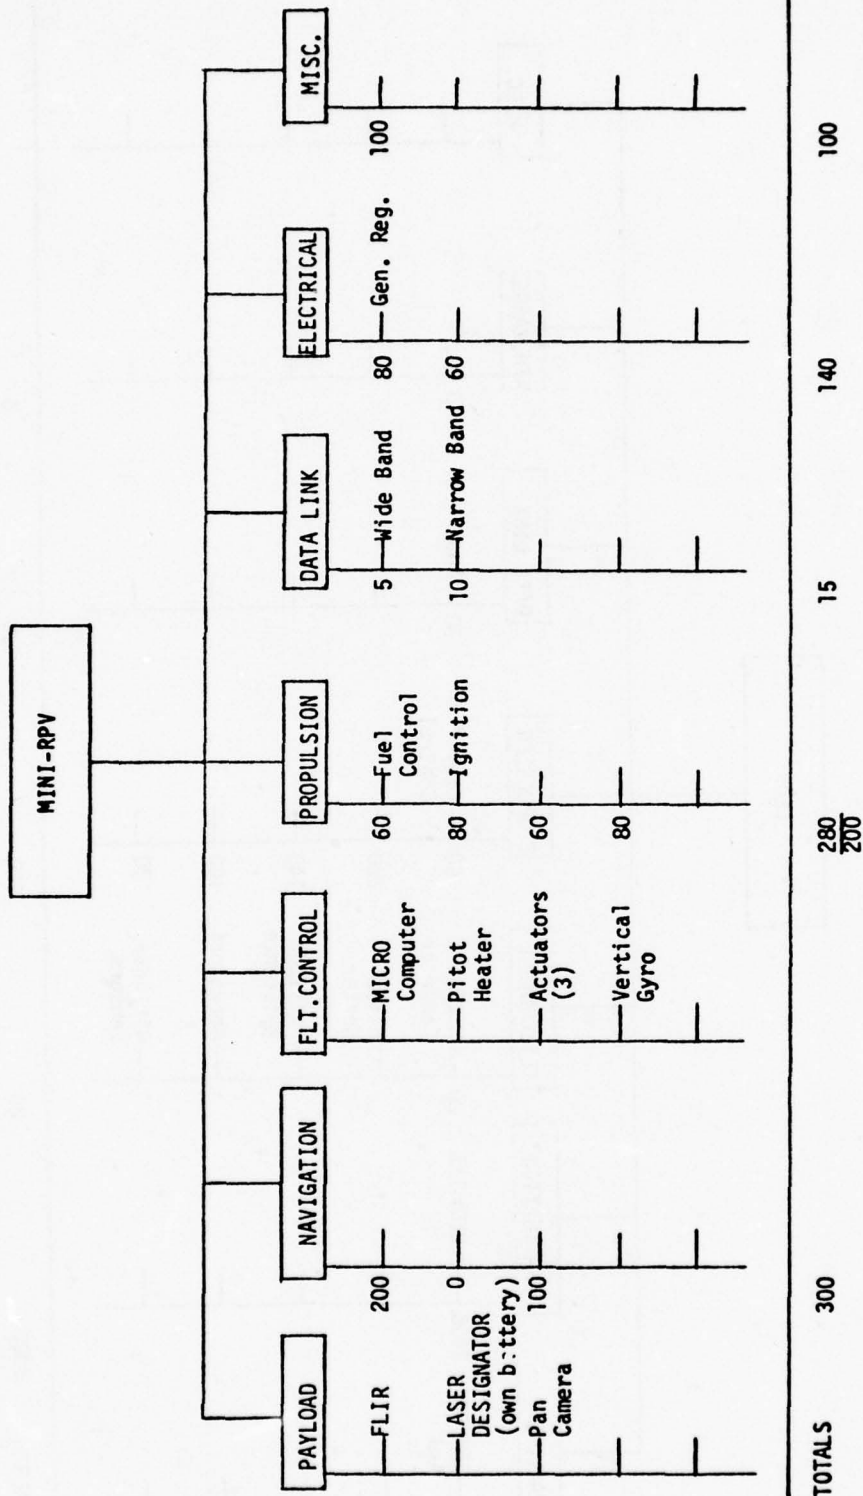 MINI-RPV
PAYLOAD NAVIGATION FLT.CONTROL PROPULSION DATA LINK ELECTRICAL MISC.
FLIR 200 MICRO 60 Fuel 5 Wide Band 80 Gen. Reg. 100
Computer Control
LASER 0 Pitot 80 Ignition 10 Narrow Band 60
DESIGNATOR Heater
(own b:ttery)
Pan 100 Actuators 60
Camera (3)
Vertical 80
Gyro
TOTALS 300 280 15 140 100
200